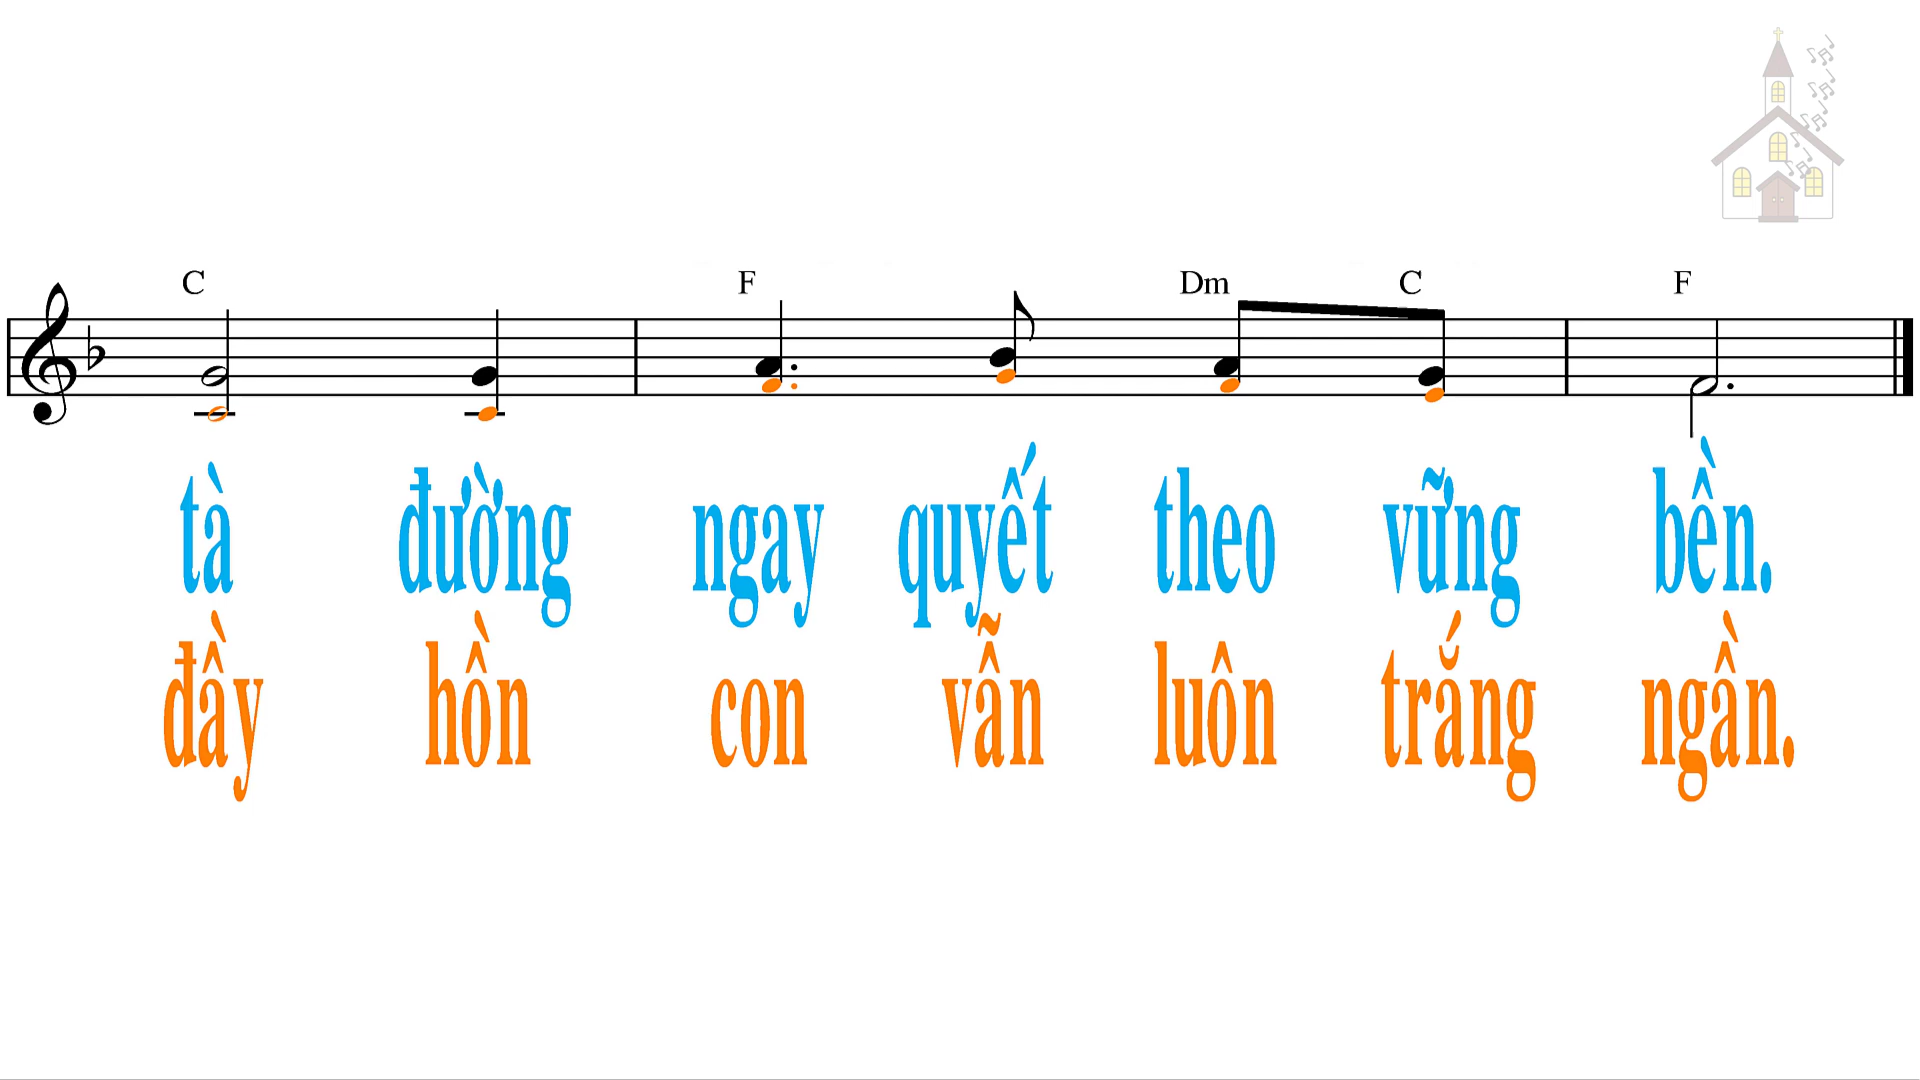 C F Dm C F
tà đường ngay quyết theo vững bền.
đầy hồn con vẫn luôn trắng ngần.